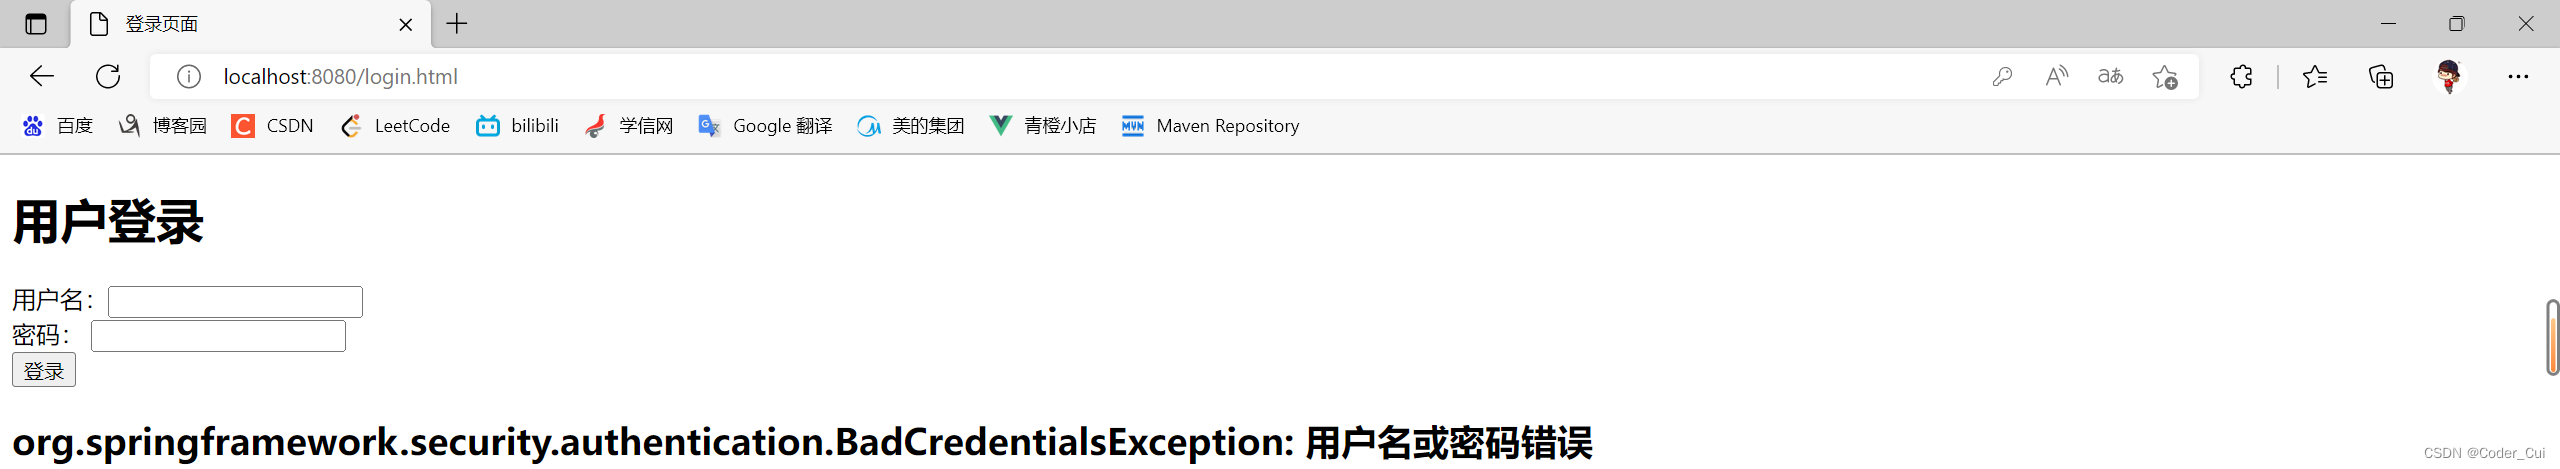 登录页面
localhost:8080/login.html
百度 博客园 CSDN LeetCode bilibili 学信网 Google 翻译 美的集团 青橙小店 Maven Repository
用户登录
用户名：
密码：
登录
org.springframework.security.authentication.BadCredentialsException: 用户名或密码错误
CSDN @Coder_Cui